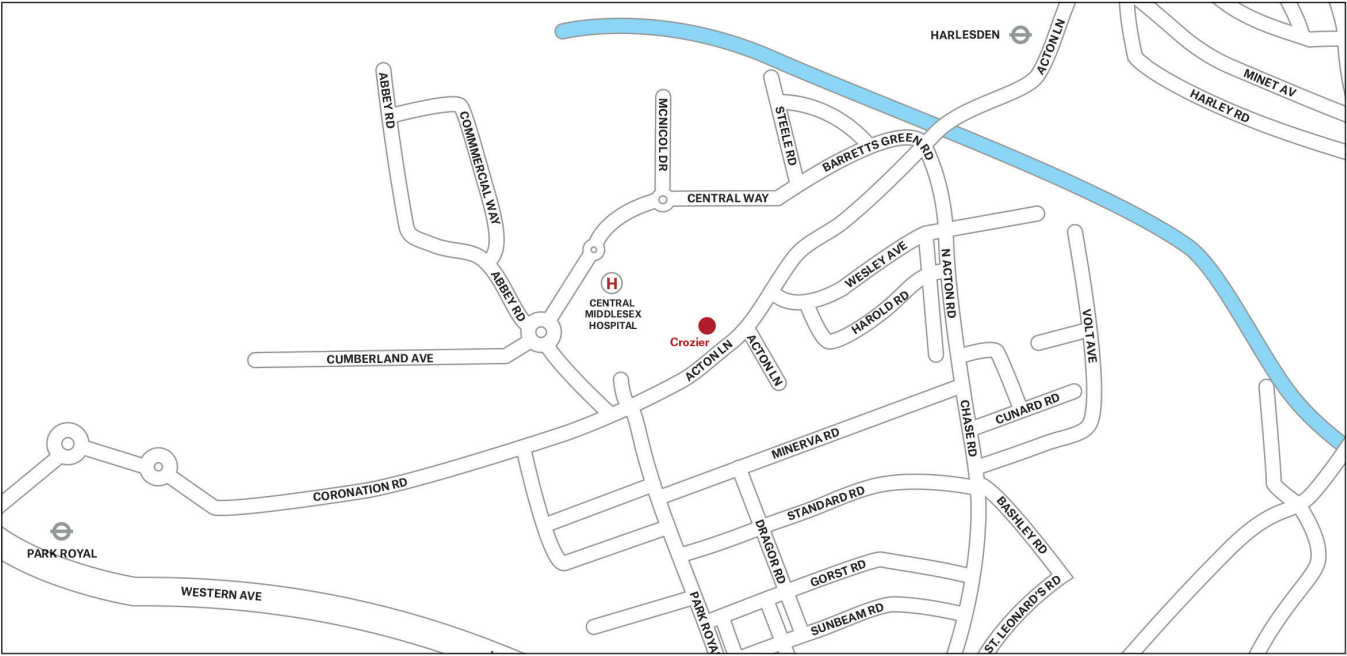 HARLESDEN
ACTON LN
MINET AV
HARLEY RD
ABBEY RD
COMMMERCIAL WAY
MCNICOL DR
STEELE RD
BARRETTS GREEN RD
CENTRAL WAY
WESLEY AVE
HAROLD RD
N ACTON RD
VOLT AVE
ABBEY RD
H
CENTRAL
MIDDLESEX
HOSPITAL
Crozier
ACTON LN
ACTON LN
CUMBERLAND AVE
CUNARD RD
CHASE RD
MINERVA RD
CORONATION RD
STANDARD RD
BASHLEY RD
DRAGOR RD
PARK ROYAL
GORST RD
WESTERN AVE
PARK ROYA
SUNBEAM RD
ST. LEONARD'S RD